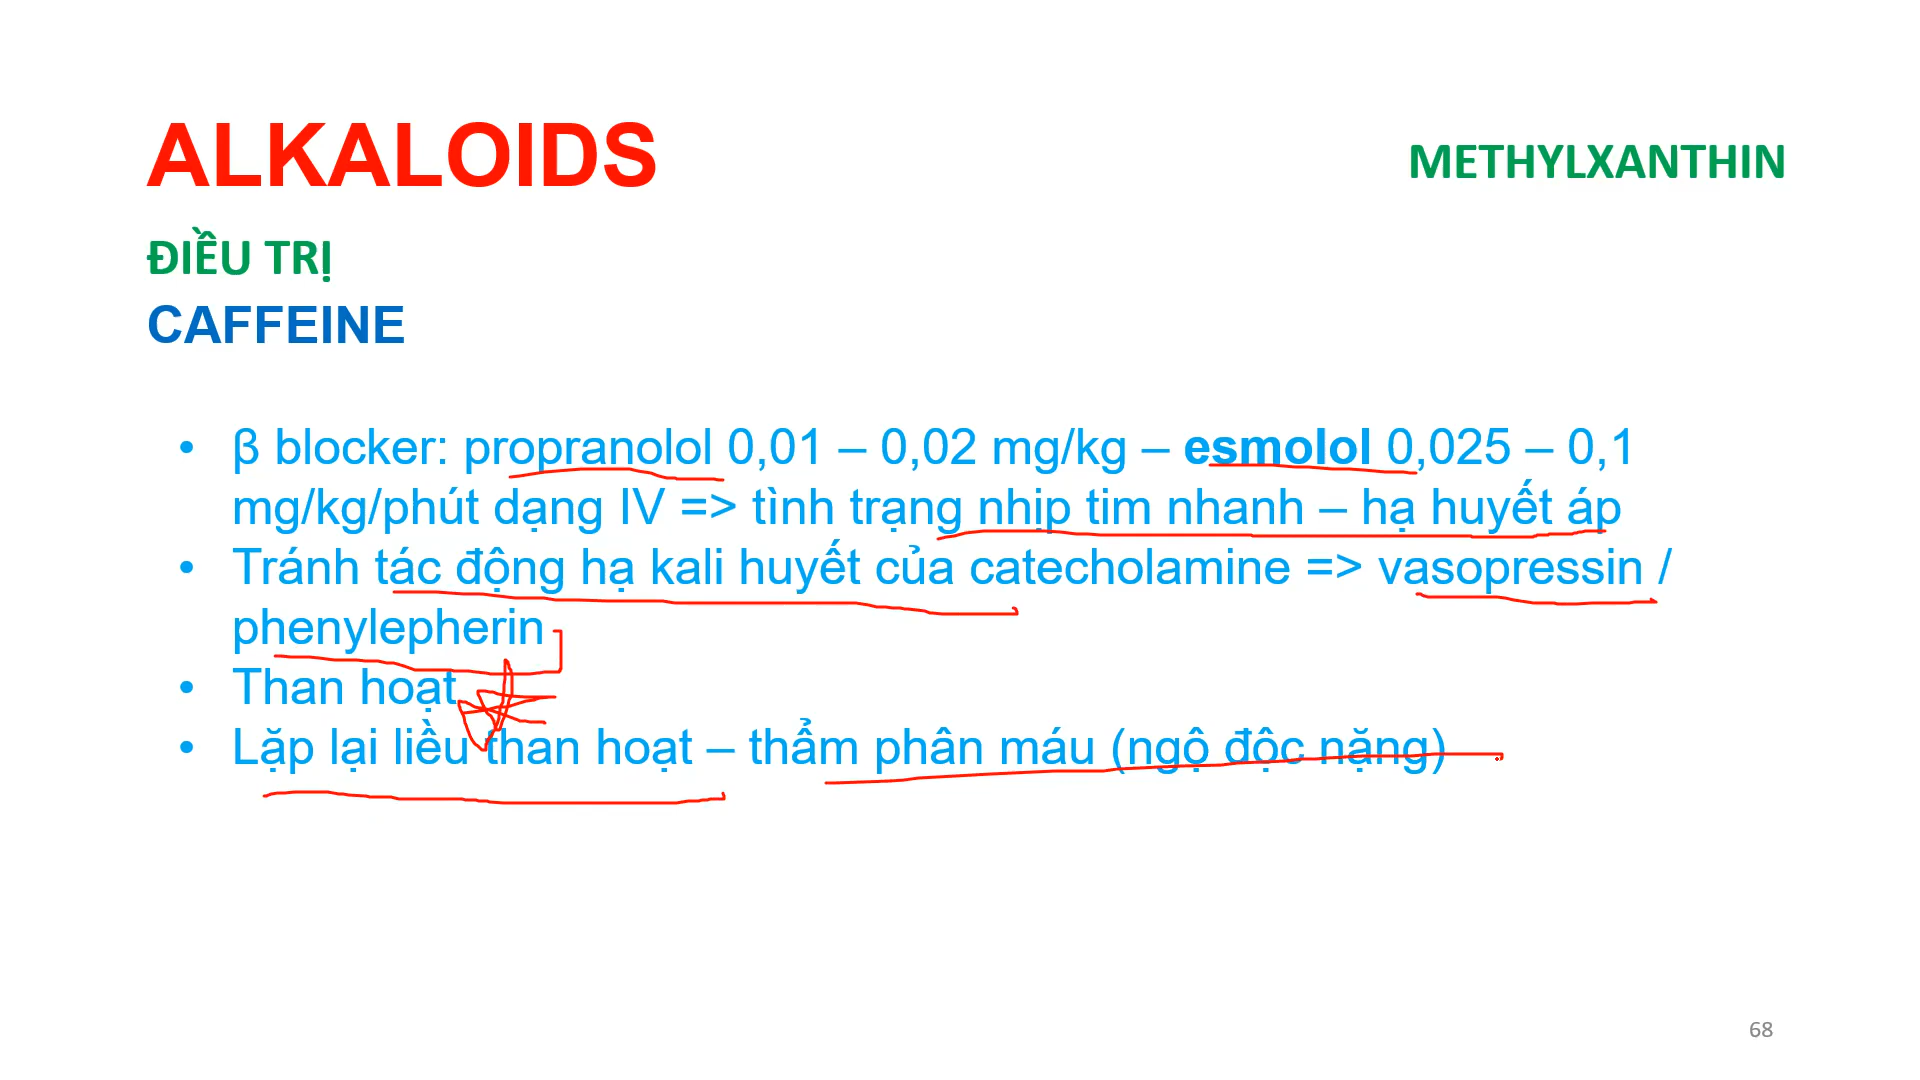 ALKALOIDS
METHYLXANTHIN
ĐIỀU TRỊ
CAFFEINE
• β blocker: propranolol 0,01 – 0,02 mg/kg – esmolol 0,025 – 0,1
mg/kg/phút dạng IV => tình trạng nhịp tim nhanh – hạ huyết áp
• Tránh tác động hạ kali huyết của catecholamine => vasopressin /
phenylepherin
• Than hoạt
• Lặp lại liều than hoạt – thẩm phân máu (ngộ độc nặng)
68